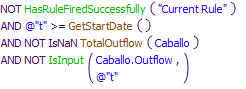 NOT HasRuleFiredSuccessfully ("Current Rule")
AND @"t" >= GetStartDate ()
AND NOT IsNaN TotalOutflow (Caballo)
AND NOT IsInput (Caballo.Outflow ,
@"t")